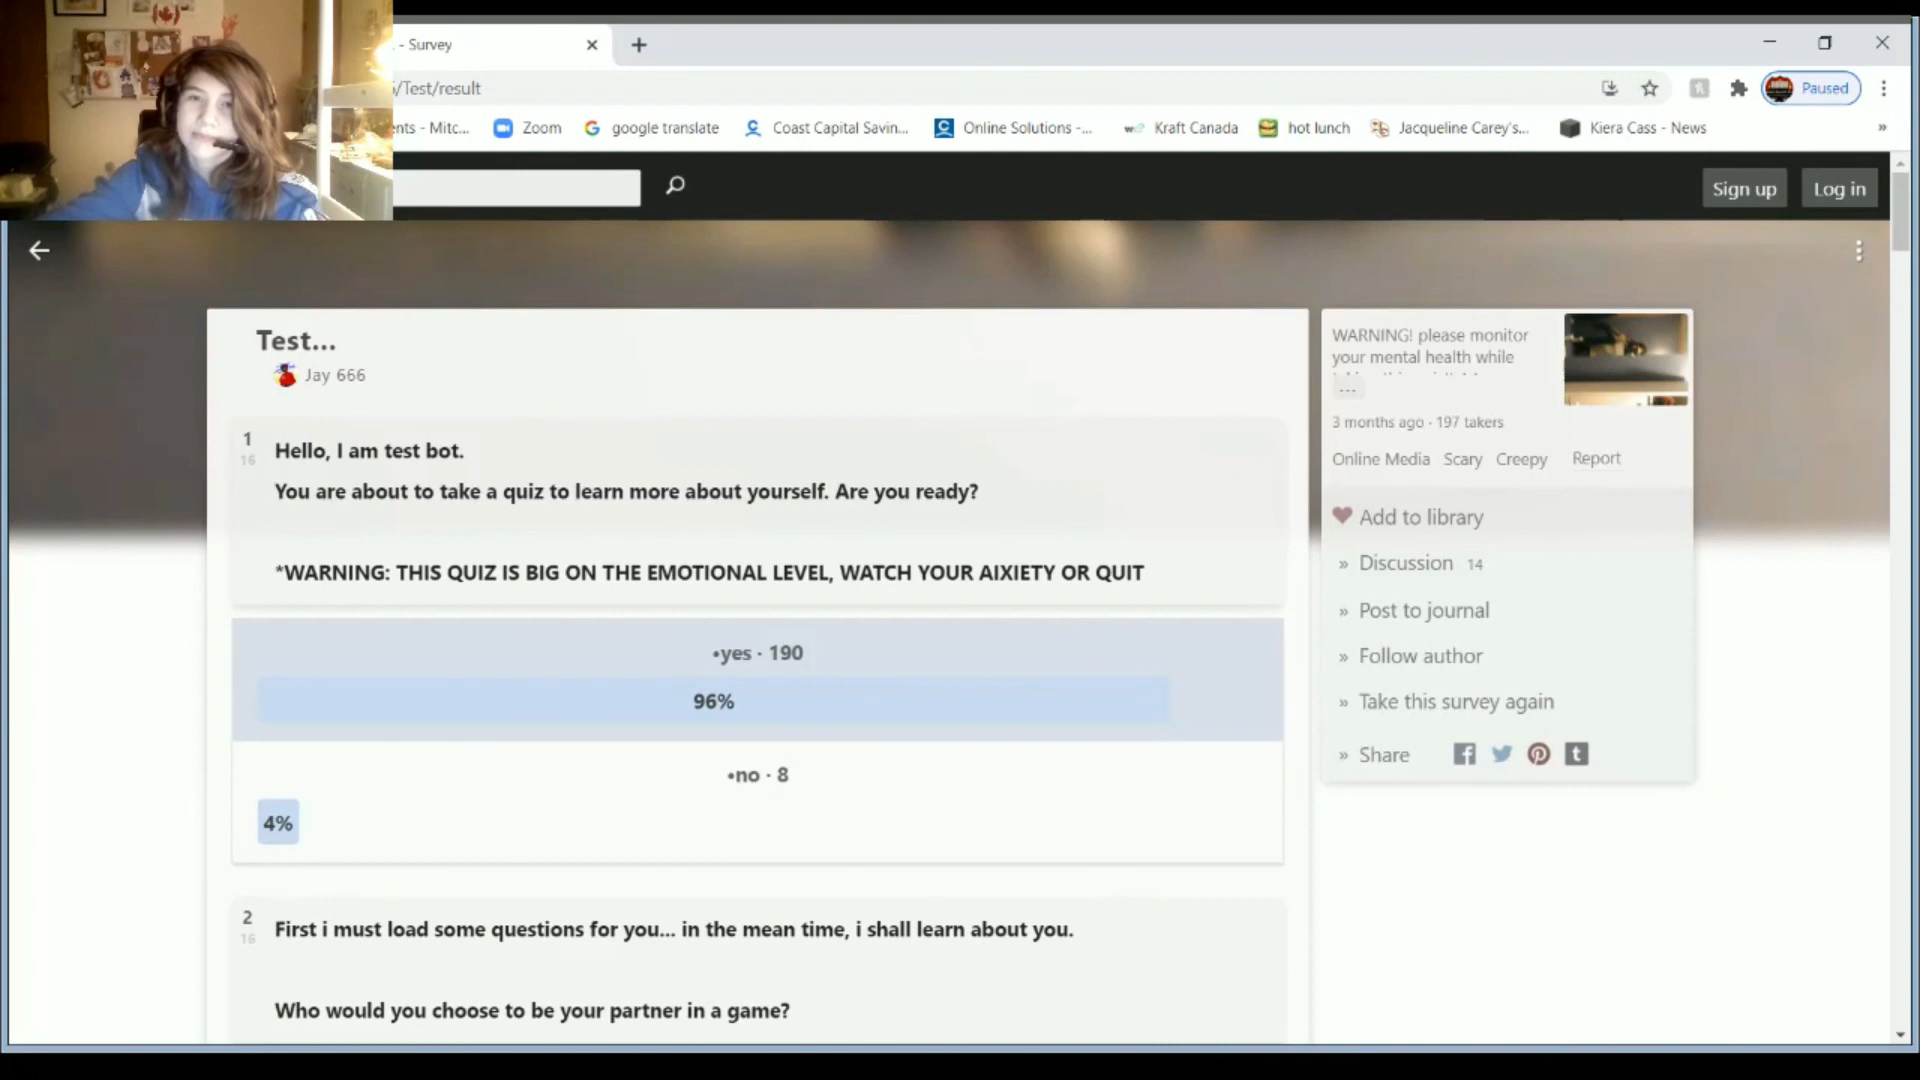 - Survey
/Test/result
Paused
ents - Mitc...
Zoom
google translate
Coast Capital Savin...
Online Solutions -...
Kraft Canada
hot lunch
Jacqueline Carey's...
Kiera Cass - News
»
Sign up
Log in
Test...
Jay 666
1
16
Hello, I am test bot.
You are about to take a quiz to learn more about yourself. Are you ready?
*WARNING: THIS QUIZ IS BIG ON THE EMOTIONAL LEVEL, WATCH YOUR AIXIETY OR QUIT
•yes · 190
96%
•no · 8
4%
2
16
First i must load some questions for you... in the mean time, i shall learn about you.
Who would you choose to be your partner in a game?
WARNING! please monitor
your mental health while
...
3 months ago · 197 takers
Online Media Scary Creepy Report
Add to library
» Discussion 14
» Post to journal
» Follow author
» Take this survey again
» Share